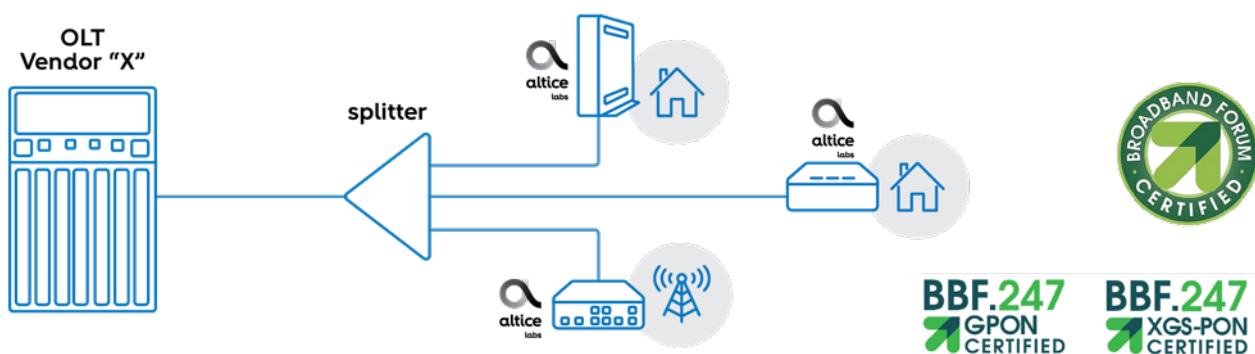 OLT
Vendor “X”
splitter
altice
labs
altice
labs
altice
labs
BROADBAND FORUM
CERTIFIED
BBF.247
GPON
CERTIFIED
BBF.247
XGS-PON
CERTIFIED